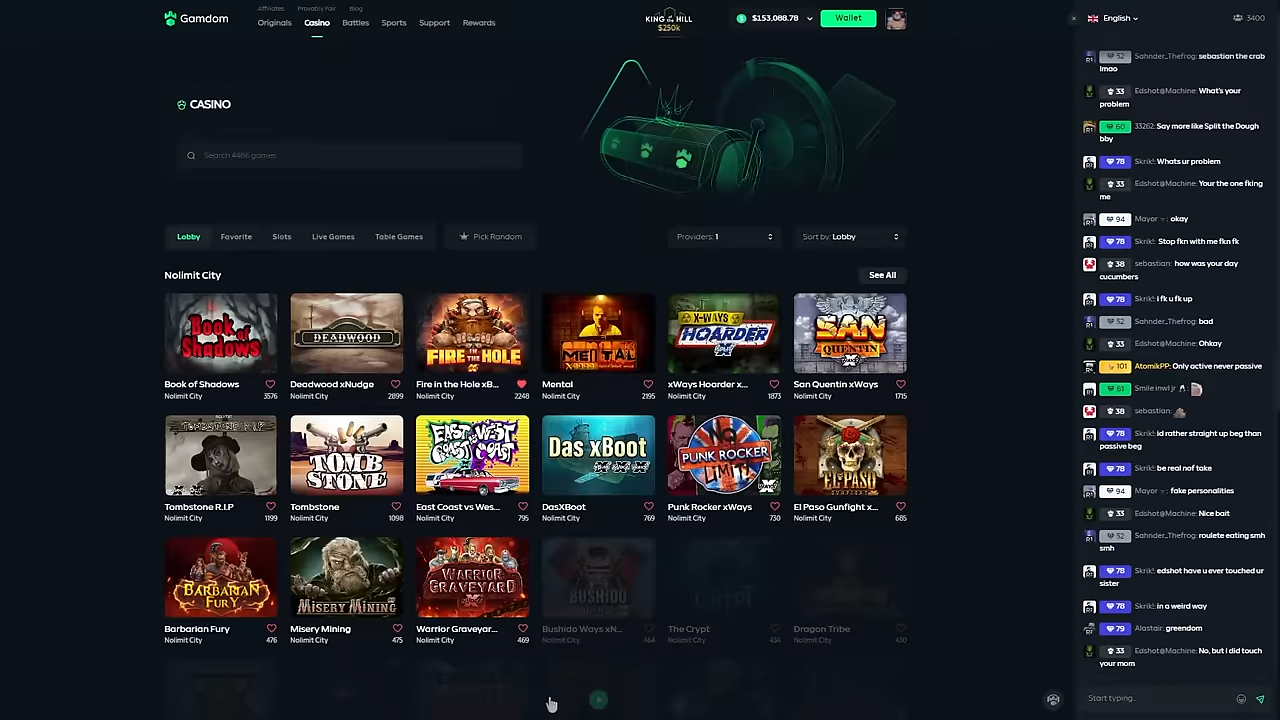 Affiliates Provably Fair Blog
Gamdom
Originals Casino Battles Sports Support Rewards
KING OF THE HILL
$250k
$153,088.78
Wallet
English
3400
CASINO
Search 4486 games
Lobby Favorite Slots Live Games Table Games Pick Random
Providers: 1 Sort by: Lobby
Nolimit City
See All
Book of Shadows
DEADWOOD
FIRE IN THE HOLE
MENTAL
X-WAYS HOARDER
SAN QUENTIN
Book of Shadows
Nolimit City 3576
Deadwood xNudge
Nolimit City 2899
Fire in the Hole xB...
Nolimit City 2248
Mental
Nolimit City 2195
xWays Hoarder x...
Nolimit City 1873
San Quentin xWays
Nolimit City 1715
TOMBSTONE R.I.P
TOMB STONE
EAST COAST WEST COAST
Das xBoot
PUNK ROCKER
EL PASO
Tombstone R.I.P
Nolimit City 1199
Tombstone
Nolimit City 1098
East Coast vs Wes...
Nolimit City 795
DasXBoot
Nolimit City 769
Punk Rocker xWays
Nolimit City 730
El Paso Gunfight x...
Nolimit City 685
BARBARIAN FURY
MISERY MINING
WARRIOR GRAVEYARD
BUSHIDO
Barbarian Fury
Nolimit City 476
Misery Mining
Nolimit City 475
Warrior Graveyar...
Nolimit City 469
Bushido Ways xN...
Nolimit City 464
The Crypt
Nolimit City 434
Dragon Tribe
Nolimit City 430
52 Sahnder_Thefrog: sebastian the crab
lmao
33 Edshot@Machine: What's your
problem
60 33262: Say more like Split the Dough
bby
78 Skrik!: Whats ur problem
33 Edshot@Machine: Your the one fking
me
94 Mayor : okay
78 Skrik!: Stop fkn with me fkn fk
38 sebastian: how was your day
cucumbers
78 Skrik!: i fk u fk up
52 Sahnder_Thefrog: bad
33 Edshot@Machine: Ohkay
101 AtomikPP: Only active never passive
61 Smile inwl jr :
38 sebastian:
78 Skrik!: id rather straight up beg than
passive beg
78 Skrik!: be real nof take
94 Mayor : fake personalities
33 Edshot@Machine: Nice bait
52 Sahnder_Thefrog: roulete eating smh
smh
78 Skrik!: edshot have u ever touched ur
sister
78 Skrik!: in a weird way
79 Alastair: greendom
33 Edshot@Machine: No, but I did touch
your mom
Start typing...